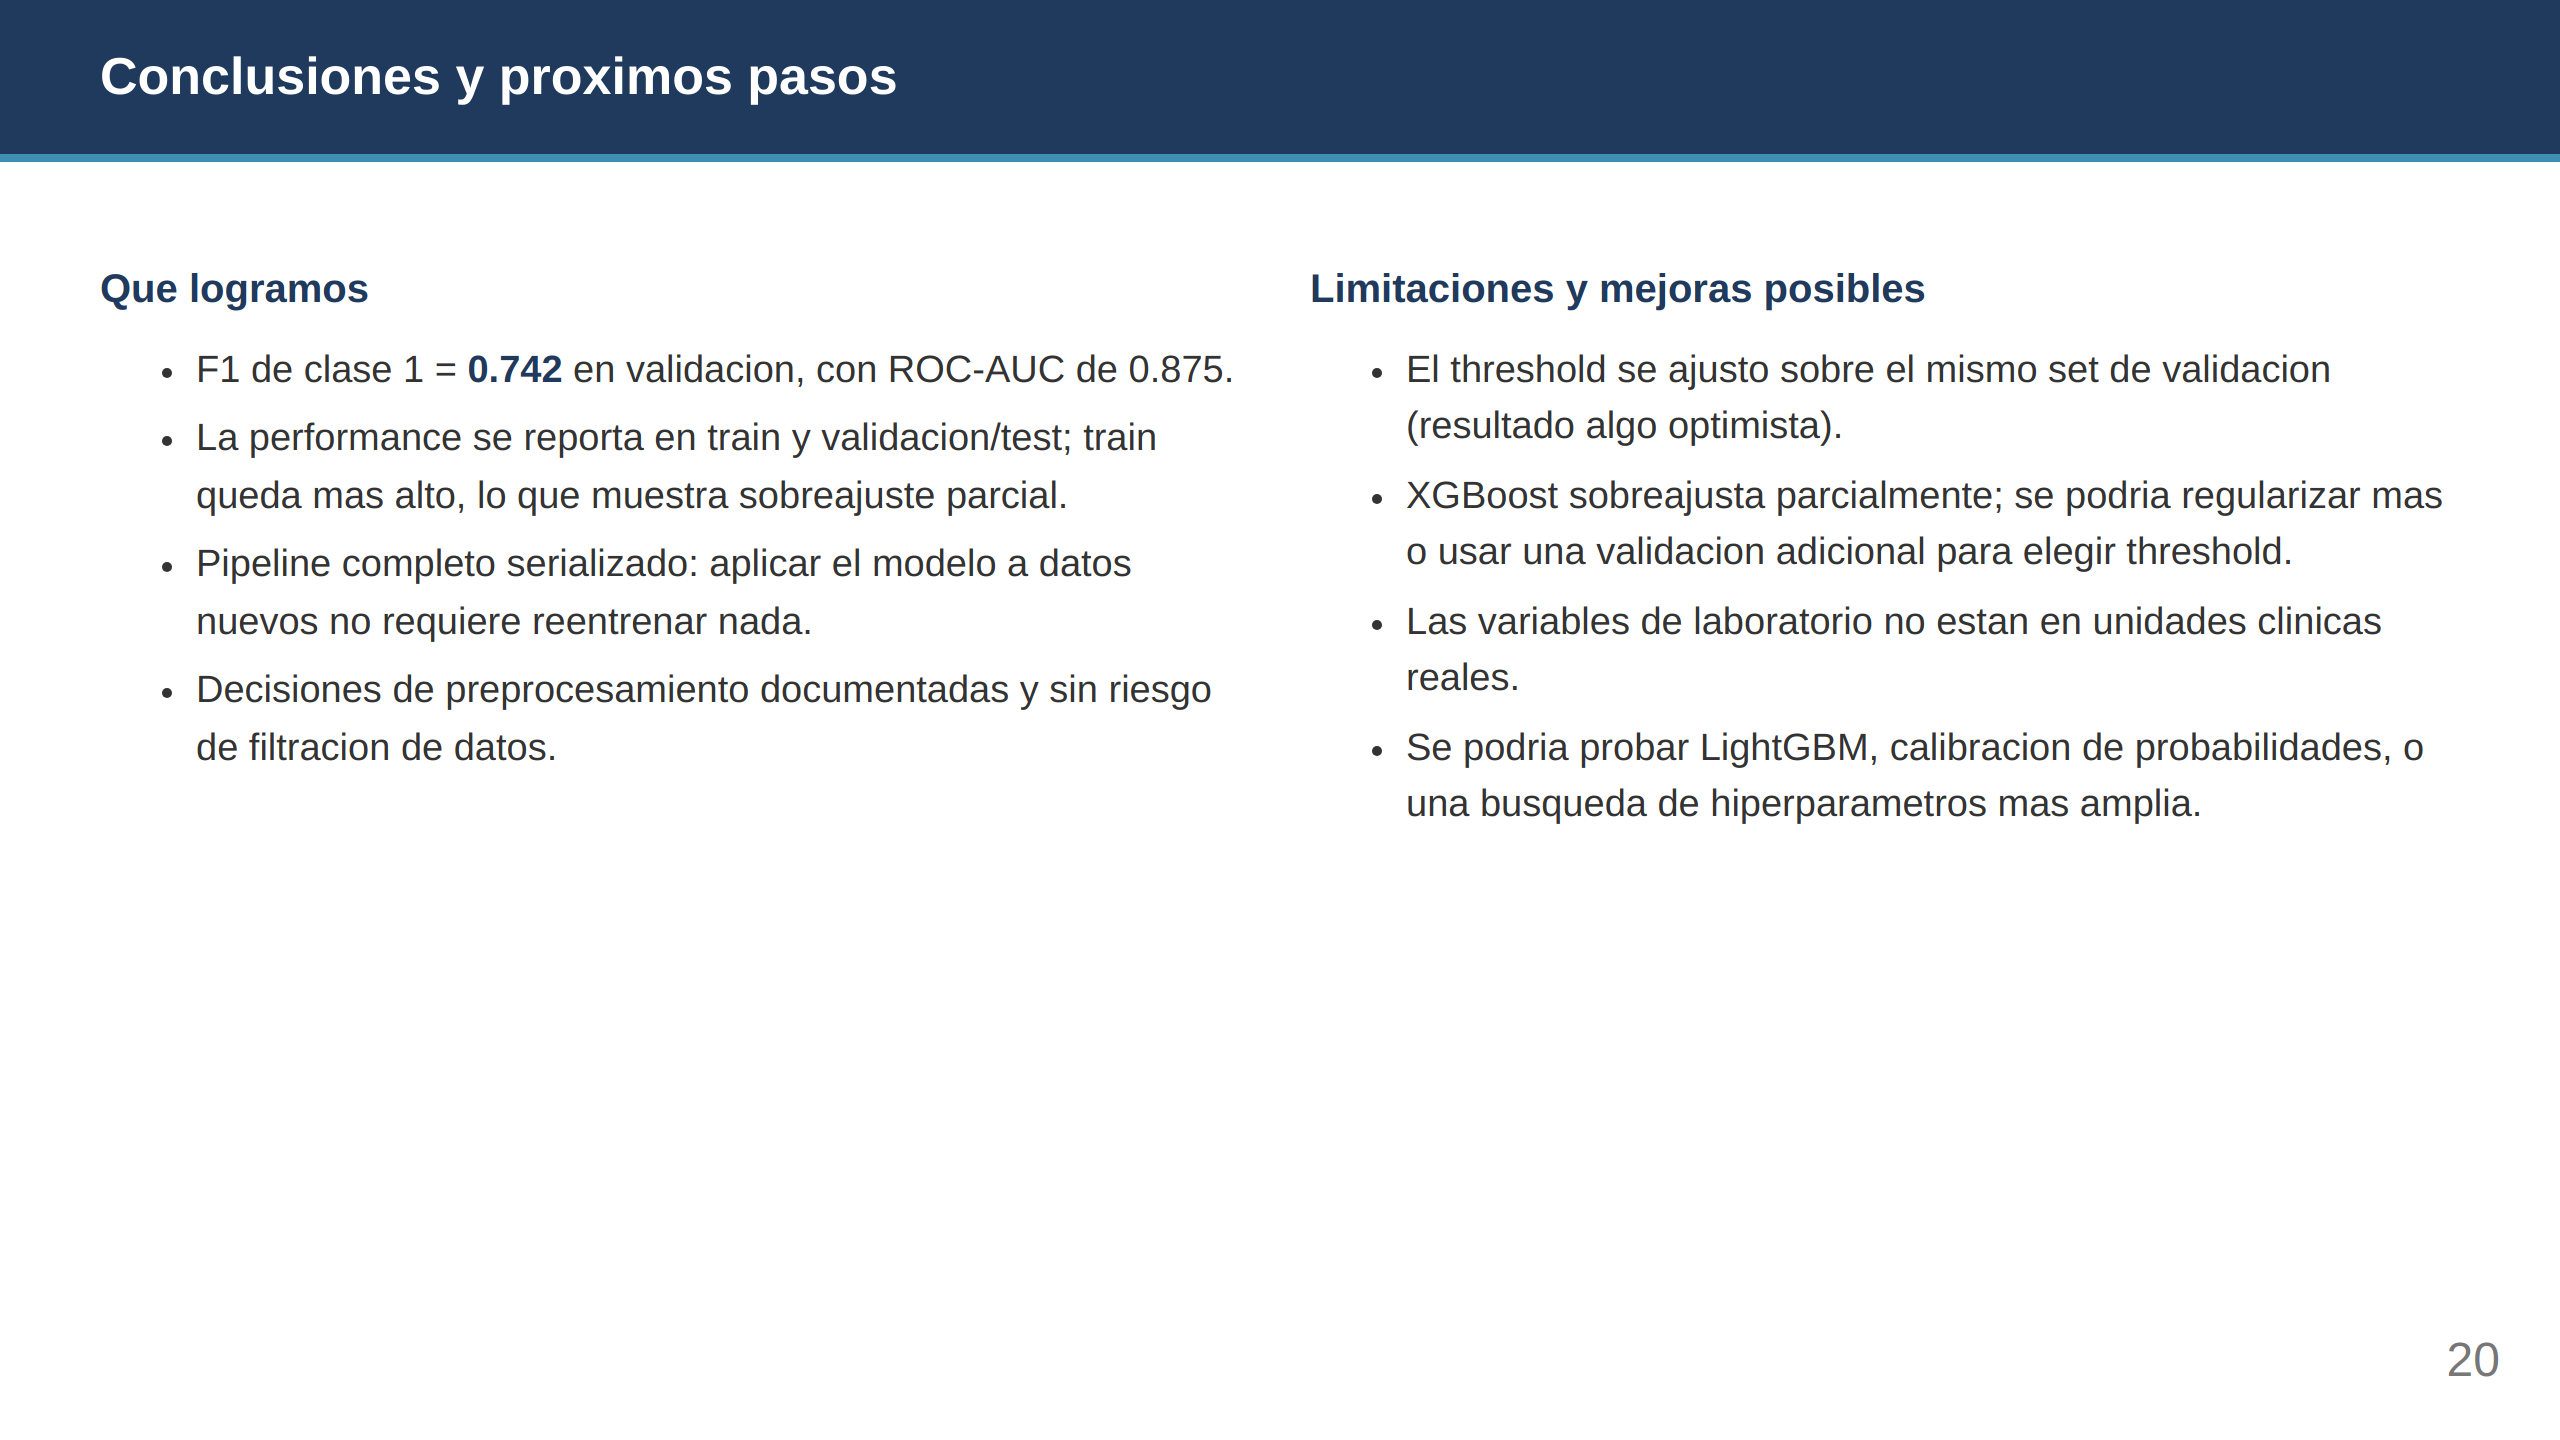 Conclusiones y proximos pasos
Que logramos
• F1 de clase 1 = 0.742 en validacion, con ROC-AUC de 0.875.
• La performance se reporta en train y validacion/test; train
queda mas alto, lo que muestra sobreajuste parcial.
• Pipeline completo serializado: aplicar el modelo a datos
nuevos no requiere reentrenar nada.
• Decisiones de preprocesamiento documentadas y sin riesgo
de filtracion de datos.
Limitaciones y mejoras posibles
• El threshold se ajusto sobre el mismo set de validacion
(resultado algo optimista).
• XGBoost sobreajusta parcialmente; se podria regularizar mas
o usar una validacion adicional para elegir threshold.
• Las variables de laboratorio no estan en unidades clinicas
reales.
• Se podria probar LightGBM, calibracion de probabilidades, o
una busqueda de hiperparametros mas amplia.
20